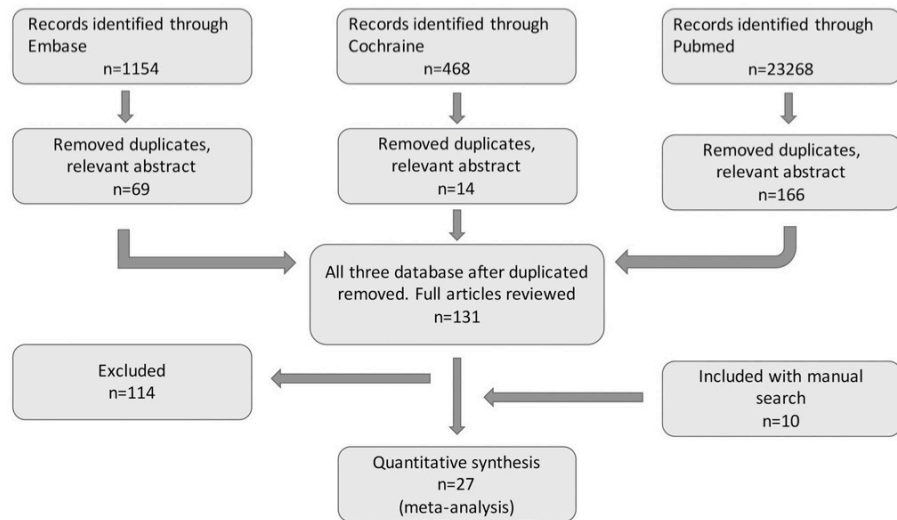 Records identified through
Embase
n=1154
Records identified through
Cochraine
n=468
Records identified through
Pubmed
n=23268
Removed duplicates,
relevant abstract
n=69
Removed duplicates,
relevant abstract
n=14
Removed duplicates,
relevant abstract
n=166
All three database after duplicated
removed. Full articles reviewed
n=131
Excluded
n=114
Included with manual
search
n=10
Quantitative synthesis
n=27
(meta-analysis)